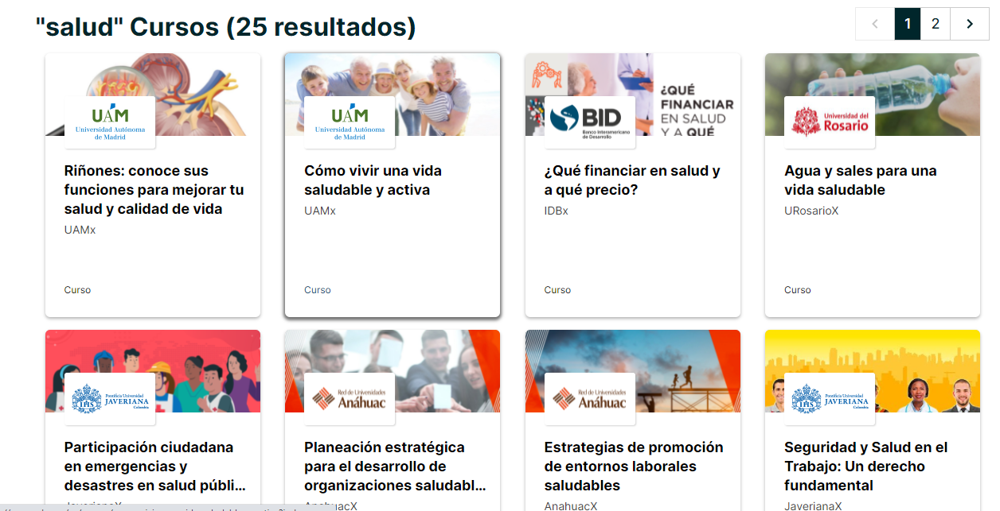 "salud" Cursos (25 resultados)
1 2
UAM
Universidad Autónoma
de Madrid
Riñones: conoce sus
funciones para mejorar tu
salud y calidad de vida
UAMx
Curso
UAM
Universidad Autónoma
de Madrid
Cómo vivir una vida
saludable y activa
UAMx
Curso
¿QUÉ
FINANCIAR
EN SALUD
Y A QUÉ
BID
Banco Interamericano
de Desarrollo
¿Qué financiar en salud y
a qué precio?
IDBx
Curso
Universidad del
Rosario
Agua y sales para una
vida saludable
URosarioX
Curso
Pontificia Universidad
JAVERIANA
Colombia
Participación ciudadana
en emergencias y
desastres en salud públi...
JaverianaX
Red de Universidades
Anáhuac
Planeación estratégica
para el desarrollo de
organizaciones saludabl...
AnahuacX
Red de Universidades
Anáhuac
Estrategias de promoción
de entornos laborales
saludables
AnahuacX
Pontificia Universidad
JAVERIANA
Colombia
Seguridad y Salud en el
Trabajo: Un derecho
fundamental
JaverianaX